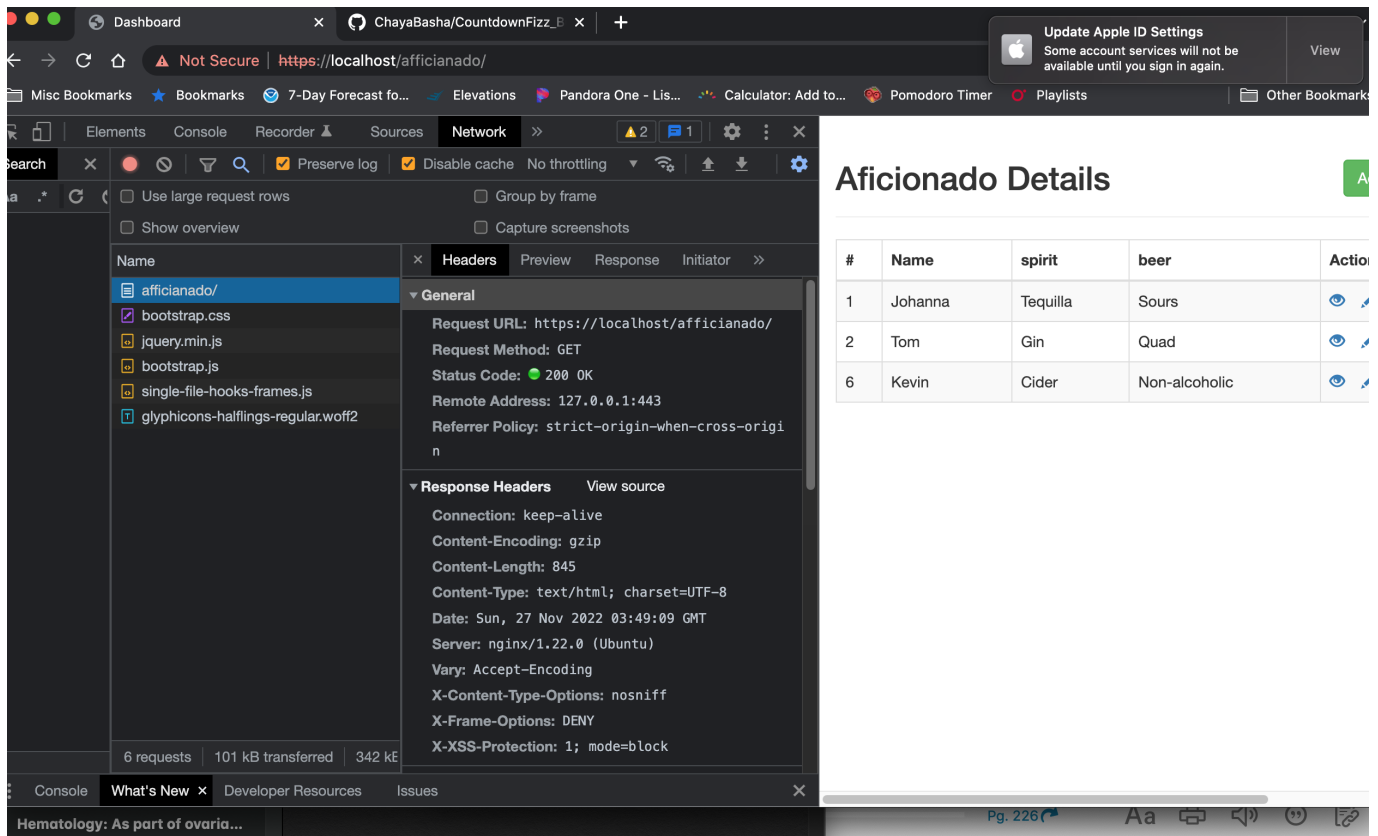 Dashboard
ChayaBasha/CountdownFizz_B
Update Apple ID Settings
Some account services will not be
available until you sign in again.
View
Not Secure
https://localhost/afficianado/
Misc Bookmarks
Bookmarks
7-Day Forecast fo...
Elevations
Pandora One - Lis...
Calculator: Add to...
Pomodoro Timer
Playlists
Other Bookmarks
Elements
Console
Recorder
Sources
Network
2
1
Search
Preserve log
Disable cache
No throttling
Aa
.*
Use large request rows
Group by frame
Show overview
Capture screenshots
Name
afficianado/
bootstrap.css
jquery.min.js
bootstrap.js
single-file-hooks-frames.js
glyphicons-halflings-regular.woff2
6 requests
101 kB transferred
342 kB
Headers
Preview
Response
Initiator
General
Request URL: https://localhost/afficianado/
Request Method: GET
Status Code: 200 OK
Remote Address: 127.0.0.1:443
Referrer Policy: strict-origin-when-cross-origi
n
Response Headers
View source
Connection: keep-alive
Content-Encoding: gzip
Content-Length: 845
Content-Type: text/html; charset=UTF-8
Date: Sun, 27 Nov 2022 03:49:09 GMT
Server: nginx/1.22.0 (Ubuntu)
Vary: Accept-Encoding
X-Content-Type-Options: nosniff
X-Frame-Options: DENY
X-XSS-Protection: 1; mode=block
Console
What's New
Developer Resources
Issues
Aficionado Details
# Name spirit beer Action
1 Johanna Tequilla Sours
2 Tom Gin Quad
6 Kevin Cider Non-alcoholic
Hematology: As part of ovaria...
Pg. 226
Aa